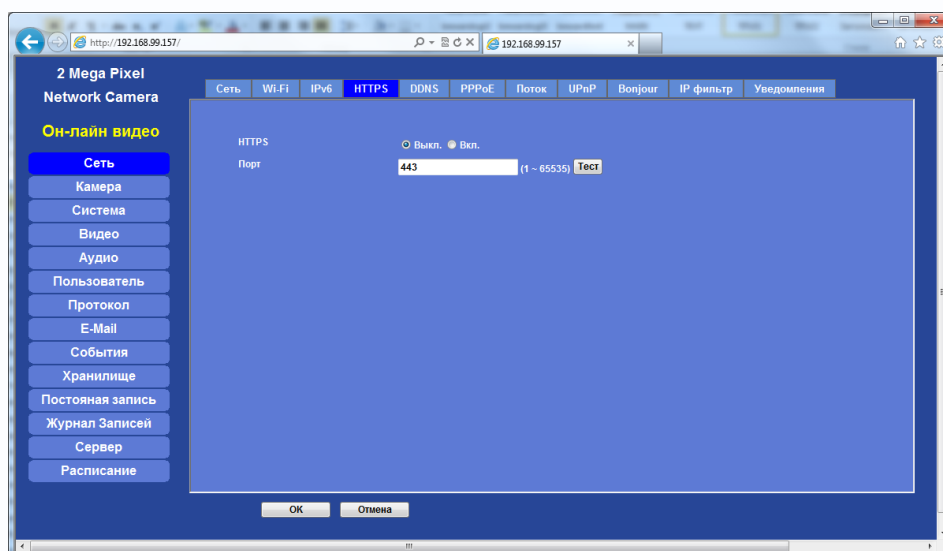 http://192.168.99.157/
192.168.99.157
2 Mega Pixel
Network Camera
Он-лайн видео
Сеть
Камера
Система
Видео
Аудио
Пользователь
Протокол
E-Mail
События
Хранилище
Постояная запись
Журнал Записей
Сервер
Расписание
Сеть Wi-Fi IPv6 HTTPS DDNS PPPoE Поток UPnP Bonjour IP фильтр Уведомления
HTTPS Выкл. Вкл.
Порт 443 (1 ~ 65535) Тест
OK Отмена